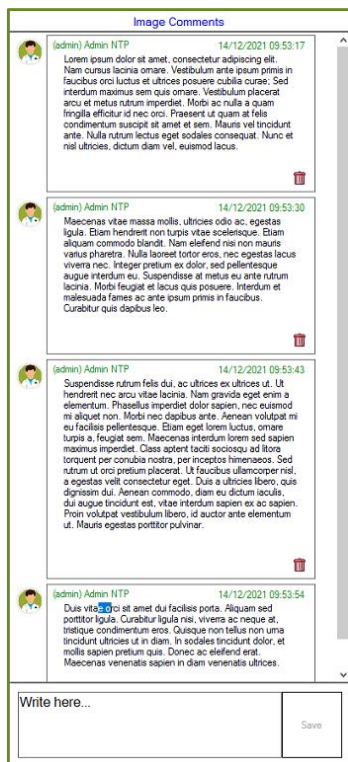 Image Comments
(admin) Admin NTP 14/12/2021 09:53:17
Lorem ipsum dolor sit amet, consectetur adipiscing elit.
Nam cursus lacinia ornare. Vestibulum ante ipsum primis in
faucibus orci luctus et ultrices posuere cubilia curae; Sed
interdum maximus sem quis ornare. Vestibulum placerat
arcu et metus rutrum imperdiet. Morbi ac nulla a quam
fringilla efficitur id nec orci. Praesent ut quam at felis
condimentum suscipit sit amet et sem. Mauris vel tincidunt
ante. Nulla rutrum lectus eget sodales consequat. Nunc et
nisl ultricies, dictum diam vel, euismod lacus.
(admin) Admin NTP 14/12/2021 09:53:30
Maecenas vitae massa mollis, ultricies odio ac, egestas
ligula. Etiam hendrerit non turpis vitae scelerisque. Etiam
aliquam commodo blandit. Nam eleifend nisi non mauris
varius pharetra. Nulla laoreet tortor eros, nec egestas lacus
viverra nec. Integer pretium ex dolor, sed pellentesque
augue interdum eu. Suspendisse at metus eu ante rutrum
lacinia. Morbi feugiat et lacus quis posuere. Interdum et
malesuada fames ac ante ipsum primis in faucibus.
Curabitur quis dapibus leo.
(admin) Admin NTP 14/12/2021 09:53:43
Suspendisse rutrum felis dui, ac ultrices ex ultrices ut. Ut
hendrerit nec arcu vitae lacinia. Nam gravida eget enim a
elementum. Phasellus imperdiet dolor sapien, nec euismod
mi aliquet non. Morbi nec dapibus ante. Aenean volutpat mi
eu facilisis pellentesque. Etiam eget lorem luctus, ornare
turpis a, feugiat sem. Maecenas interdum lorem sed sapien
maximus imperdiet. Class aptent taciti sociosqu ad litora
torquent per conubia nostra, per inceptos himenaeos. Sed
rutrum ut orci pretium placerat. Ut faucibus ullamcorper nisl,
a egestas velit consectetur eget. Duis a ultricies libero, quis
dignissim dui. Aenean commodo, diam eu dictum iaculis,
dui augue tincidunt est, vitae interdum sapien ex ac sapien.
Proin volutpat vestibulum libero, id auctor ante elementum
ut. Mauris egestas porttitor pulvinar.
(admin) Admin NTP 14/12/2021 09:53:54
Duis vitae orci sit amet dui facilisis porta. Aliquam sed
porttitor ligula. Curabitur ligula nisi, viverra ac neque at,
tristique condimentum eros. Quisque non tellus non urna
tincidunt ultricies ut in diam. In sodales tincidunt dolor, et
mollis sapien pretium quis. Donec ac eleifend erat.
Maecenas venenatis sapien in diam venenatis ultrices.
Write here...
Save